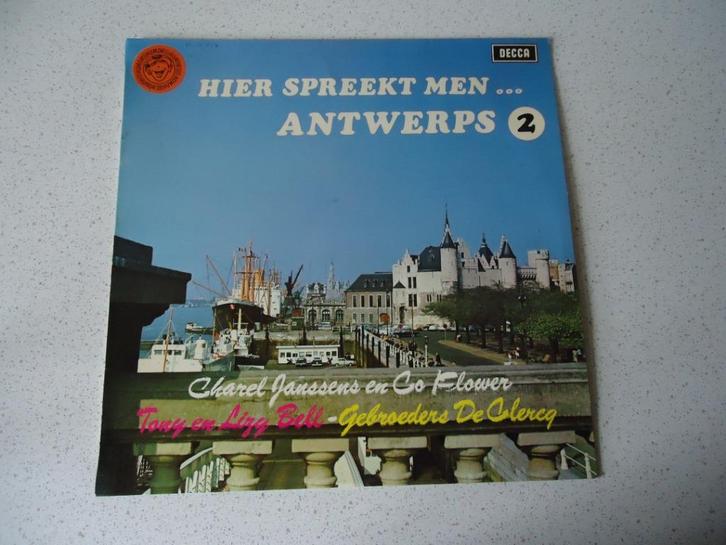 DECCA
HIER SPREEKT MEN ...
ANTWERPS 2
Charel Janssens en Co Flower
Tony en Lizy Bell - Gebroeders De Clercq